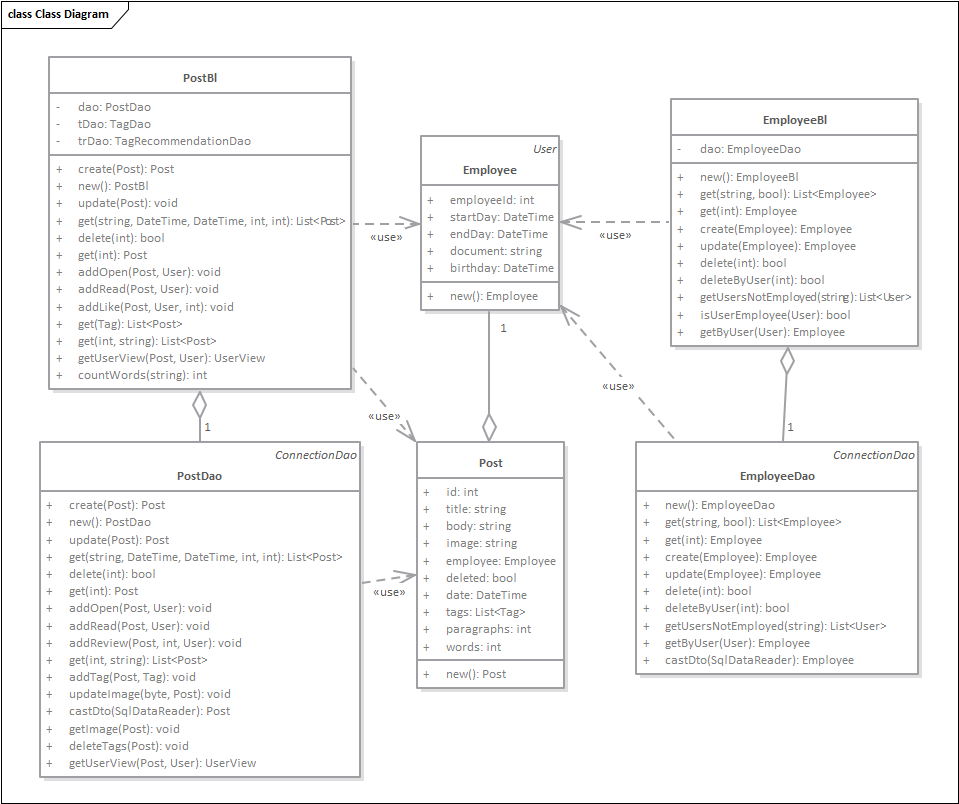 class Class Diagram
PostBl
- dao: PostDao
- tDao: TagDao
- trDao: TagRecommendationDao
+ create(Post): Post
+ new(): PostBl
+ update(Post): void
+ get(string, DateTime, DateTime, int, int): List<Post>
+ delete(int): bool
+ get(int): Post
+ addOpen(Post, User): void
+ addRead(Post, User): void
+ addLike(Post, User, int): void
+ get(Tag): List<Post>
+ get(int, string): List<Post>
+ getUserView(Post, User): UserView
+ countWords(string): int
«use»
User
Employee
+ employeeId: int
+ startDay: DateTime
+ endDay: DateTime
+ document: string
+ birthday: DateTime
+ new(): Employee
«use»
EmployeeBl
- dao: EmployeeDao
+ new(): EmployeeBl
+ get(string, bool): List<Employee>
+ get(int): Employee
+ create(Employee): Employee
+ update(Employee): Employee
+ delete(int): bool
+ deleteByUser(int): bool
+ getUsersNotEmployed(string): List<User>
+ isUserEmployee(User): bool
+ getByUser(User): Employee
1
«use»
«use»
1
1
ConnectionDao
PostDao
+ create(Post): Post
+ new(): PostDao
+ update(Post): Post
+ get(string, DateTime, DateTime, int, int): List<Post>
+ delete(int): bool
+ get(int): Post
+ addOpen(Post, User): void
+ addRead(Post, User): void
+ addReview(Post, int, User): void
+ get(int, string): List<Post>
+ addTag(Post, Tag): void
+ updateImage(byte, Post): void
+ castDto(SqlDataReader): Post
+ getImage(Post): void
+ deleteTags(Post): void
+ getUserView(Post, User): UserView
«use»
Post
+ id: int
+ title: string
+ body: string
+ image: string
+ employee: Employee
+ deleted: bool
+ date: DateTime
+ tags: List<Tag>
+ paragraphs: int
+ words: int
+ new(): Post
ConnectionDao
EmployeeDao
+ new(): EmployeeDao
+ get(string, bool): List<Employee>
+ get(int): Employee
+ create(Employee): Employee
+ update(Employee): Employee
+ delete(int): bool
+ deleteByUser(int): bool
+ getUsersNotEmployed(string): List<User>
+ getByUser(User): Employee
+ castDto(SqlDataReader): Employee